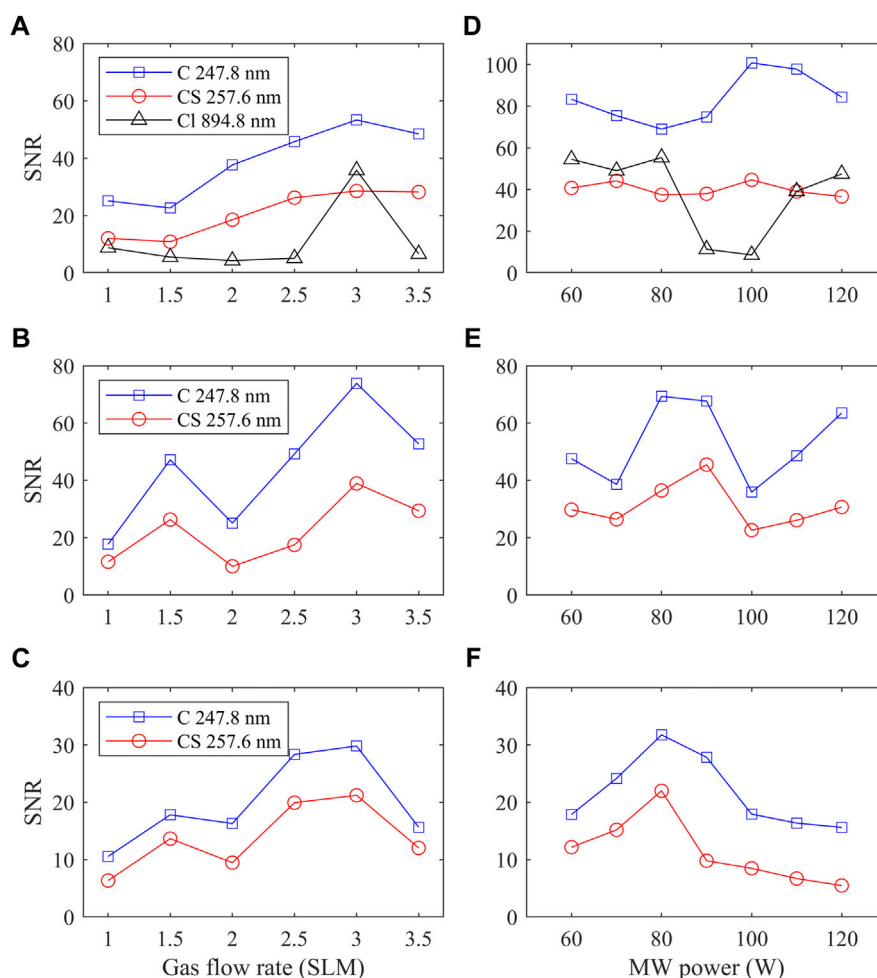 A
80
60
40
20
0
SNR
C 247.8 nm
CS 257.6 nm
Cl 894.8 nm
1 1.5 2 2.5 3 3.5
D
100
80
60
40
20
0
60 80 100 120
B
80
60
40
20
0
SNR
C 247.8 nm
CS 257.6 nm
1 1.5 2 2.5 3 3.5
E
80
60
40
20
0
60 80 100 120
C
40
30
20
10
0
SNR
C 247.8 nm
CS 257.6 nm
1 1.5 2 2.5 3 3.5
Gas flow rate (SLM)
F
40
30
20
10
0
60 80 100 120
MW power (W)